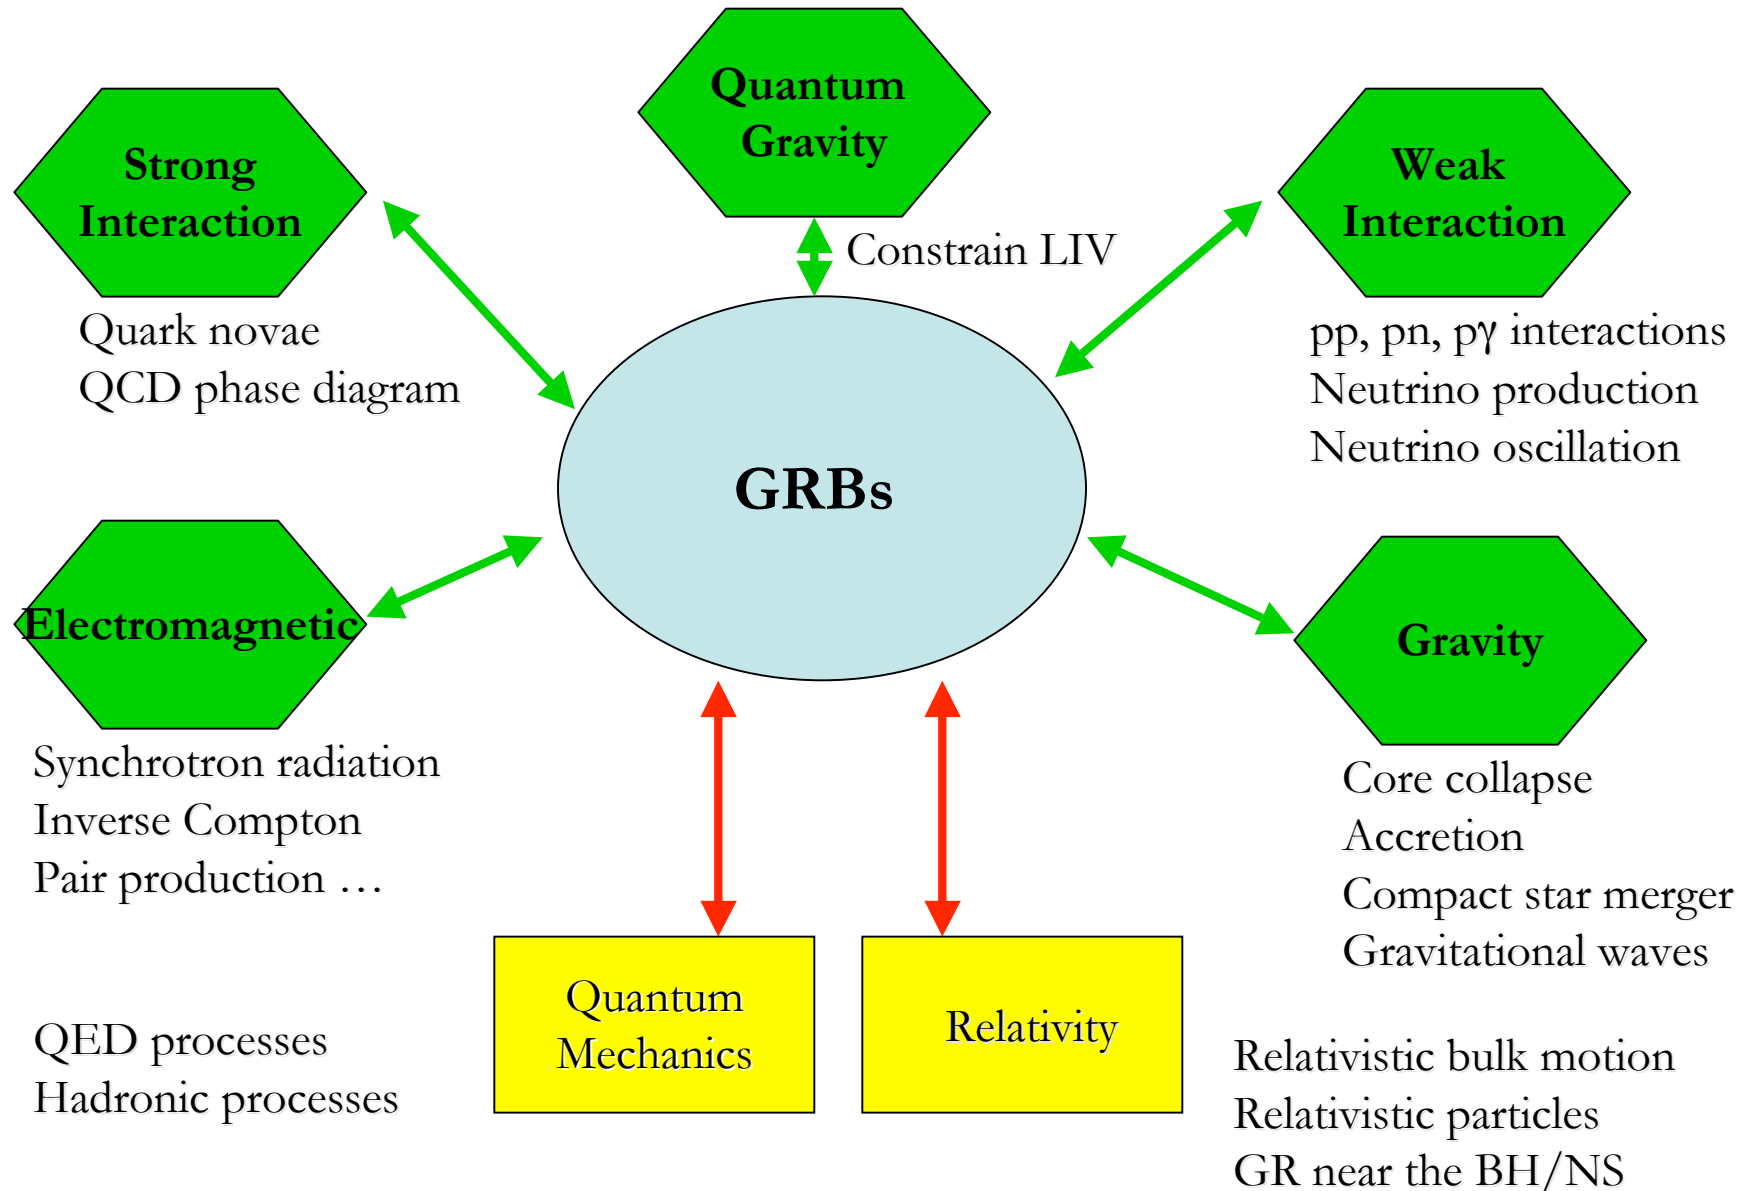 Quantum
Gravity
Strong
Interaction
Weak
Interaction
Constrain LIV
Quark novae
QCD phase diagram
pp, pn, pγ interactions
Neutrino production
Neutrino oscillation
GRBs
Electromagnetic
Gravity
Synchrotron radiation
Inverse Compton
Pair production …
Core collapse
Accretion
Compact star merger
Gravitational waves
QED processes
Hadronic processes
Quantum
Mechanics
Relativity
Relativistic bulk motion
Relativistic particles
GR near the BH/NS